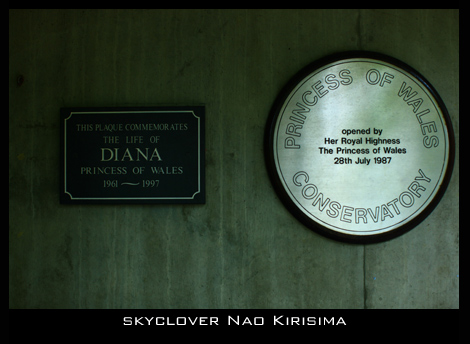 THIS PLAQUE COMMEMORATES
THE LIFE OF
DIANA
PRINCESS OF WALES
1961 ~ 1997
PRINCESS OF WALES
opened by
Her Royal Highness
The Princess of Wales
28th July 1987
CONSERVATORY
SKYCLOVER NAO KIRISIMA